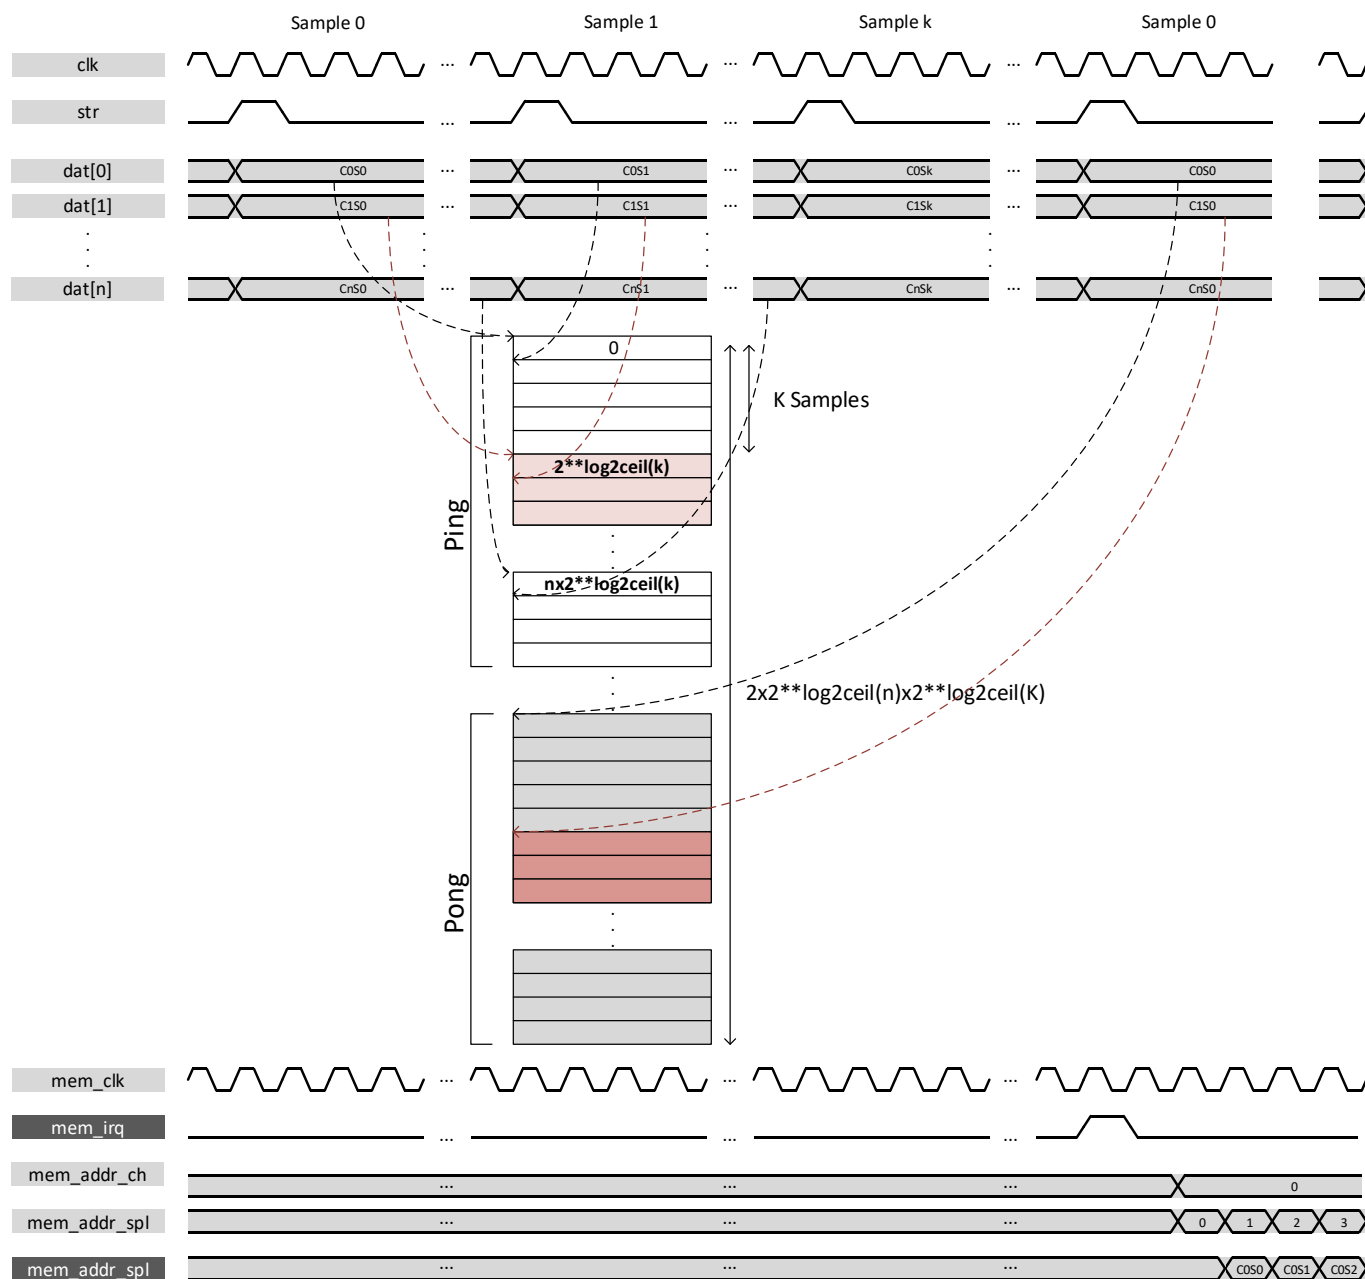 Sample 0 Sample 1 Sample k Sample 0
clk ... ... ...
str ... ... ...
dat[0] C0S0 ... C0S1 ... C0Sk ... C0S0
dat[1] C1S0 ... C1S1 ... C1Sk ... C1S0
dat[n] CnS0 ... CnS1 ... CnSk ... CnS0
0
K Samples
2**log2ceil(k)
Ping
nx2**log2ceil(k)
2x2**log2ceil(n)x2**log2ceil(K)
Pong
mem_clk ... ... ...
mem_irq ... ... ...
mem_addr_ch ... ... ... 0
mem_addr_spl ... ... ... 0 1 2 3
mem_addr_spl ... ... ... C0S0 C0S1 C0S2